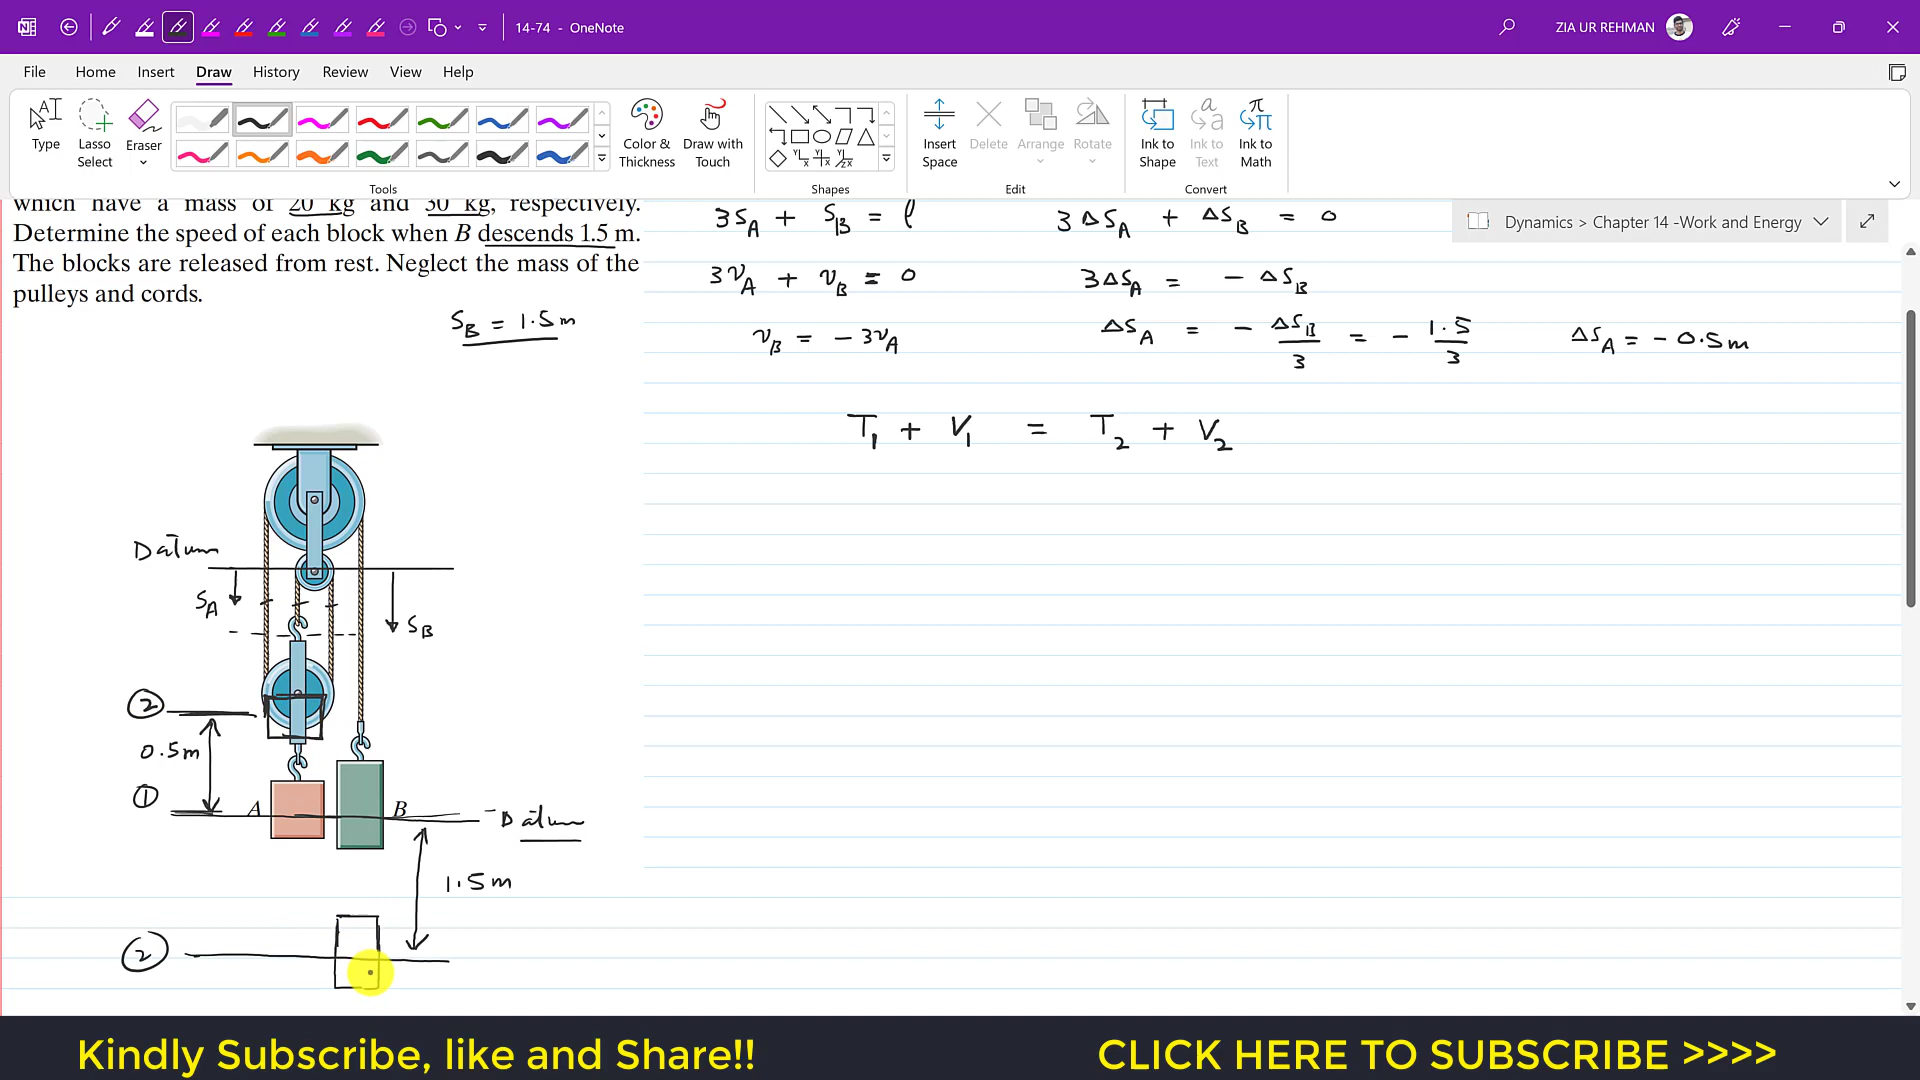 14-74 - OneNote
ZIA UR REHMAN
File Home Insert Draw History Review View Help
Type
Lasso Select
Eraser
Color & Thickness
Draw with Touch
Insert Space
Delete
Arrange
Rotate
Ink to Shape
Ink to Text
Ink to Math
Tools
Shapes
Edit
Convert
Dynamics > Chapter 14 -Work and Energy
which have a mass of 20 kg and 30 kg, respectively.
Determine the speed of each block when B descends 1.5 m.
The blocks are released from rest. Neglect the mass of the
pulleys and cords.
S_B = 1.5m
3S_A + S_B = l
3V_A + V_B = 0
V_B = - 3V_A
3ΔS_A + ΔS_B = 0
3ΔS_A = - ΔS_B
ΔS_A = - ΔS_B/3 = - 1.5/3
ΔS_A = - 0.5m
T₁ + V₁ = T₂ + V₂
Datum
S_A
S_B
②
0.5m
①
A
B
Datum
1.5m
②
Kindly Subscribe, like and Share!!
CLICK HERE TO SUBSCRIBE >>>>